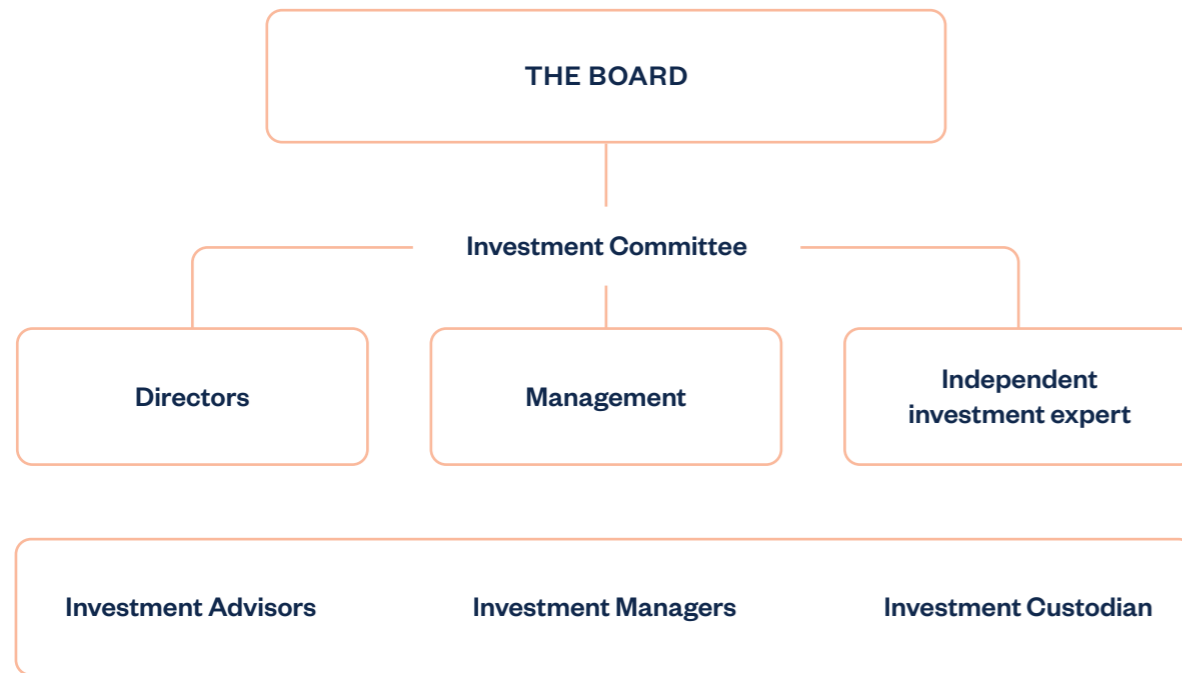 THE BOARD
Investment Committee
Directors
Management
Independent
investment expert
Investment Advisors
Investment Managers
Investment Custodian